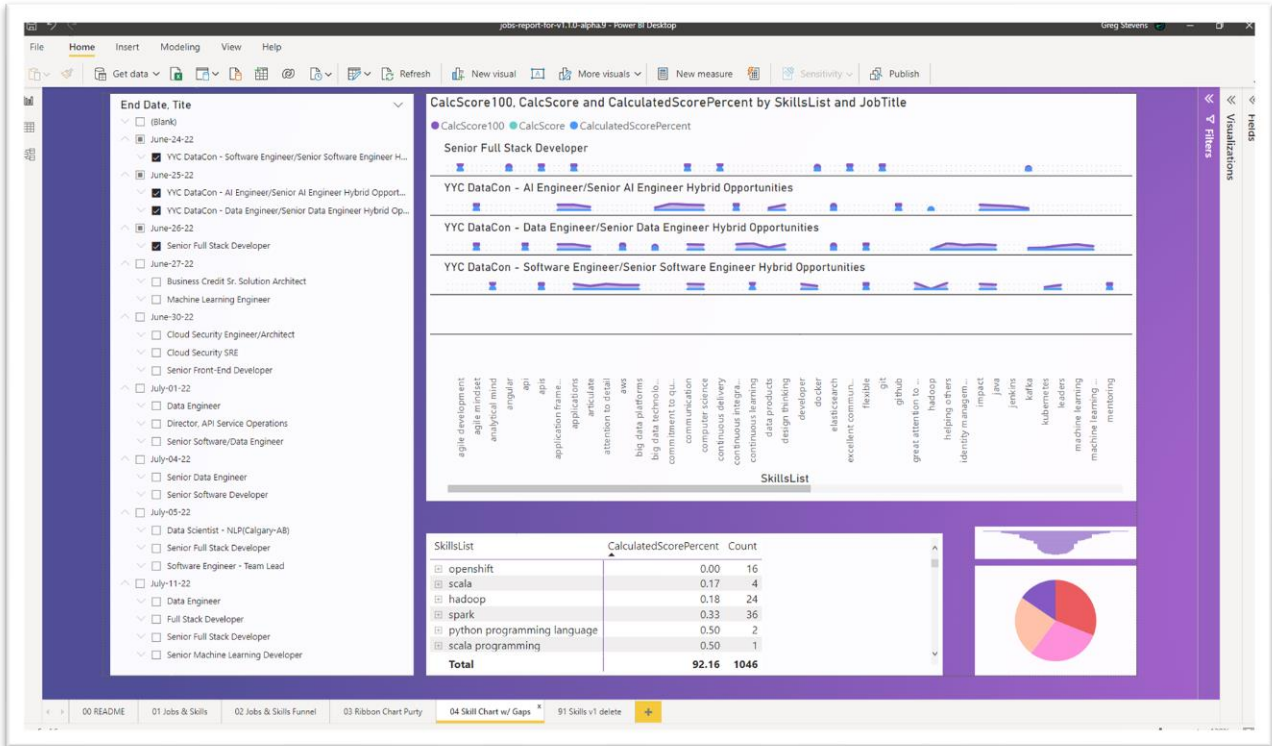 jobs-report-for-v1.1.0-alpha.9 - Power BI Desktop
Greg Stevens
File Home Insert Modeling View Help
Get data Refresh New visual More visuals New measure Sensitivity Publish
End Date, Tite
(Blank)
June-24-22
YYC DataCon - Software Engineer/Senior Software Engineer H...
June-25-22
YYC DataCon - AI Engineer/Senior AI Engineer Hybrid Opport...
YYC DataCon - Data Engineer/Senior Data Engineer Hybrid Op...
June-26-22
Senior Full Stack Developer
June-27-22
Business Credit Sr. Solution Architect
Machine Learning Engineer
June-30-22
Cloud Security Engineer/Architect
Cloud Security SRE
Senior Front-End Developer
July-01-22
Data Engineer
Director, API Service Operations
Senior Software/Data Engineer
July-04-22
Senior Data Engineer
Senior Software Developer
July-05-22
Data Scientist - NLP(Calgary-AB)
Senior Full Stack Developer
Software Engineer - Team Lead
July-11-22
Data Engineer
Full Stack Developer
Senior Full Stack Developer
Senior Machine Learning Developer
CalcScore100, CalcScore and CalculatedScorePercent by SkillsList and JobTitle
CalcScore100 CalcScore CalculatedScorePercent
Senior Full Stack Developer
YYC DataCon - AI Engineer/Senior AI Engineer Hybrid Opportunities
YYC DataCon - Data Engineer/Senior Data Engineer Hybrid Opportunities
YYC DataCon - Software Engineer/Senior Software Engineer Hybrid Opportunities
agile development
agile mindset
analytical mind
angular
api
apis
application frame...
applications
articulate
attention to detail
aws
big data platforms
big data technolo...
commitment to qu...
communication
computer science
continuous delivery
continuous integra...
continuous learning
data products
design thinking
developer
docker
elasticsearch
excellent commun...
flexible
git
github
great attention to ...
hadoop
helping others
identity managem...
impact
java
jenkins
kafka
kubernetes
leaders
machine learning
machine learning ...
mentoring
SkillsList
SkillsList CalculatedScorePercent Count
openshift 0.00 16
scala 0.17 4
hadoop 0.18 24
spark 0.33 36
python programming language 0.50 2
scala programming 0.50 1
Total 92.16 1046
Filters
Visualizations
Fields
00 README 01 Jobs & Skills 02 Jobs & Skills Funnel 03 Ribbon Chart Purty 04 Skill Chart w/ Gaps 91 Skills v1 delete